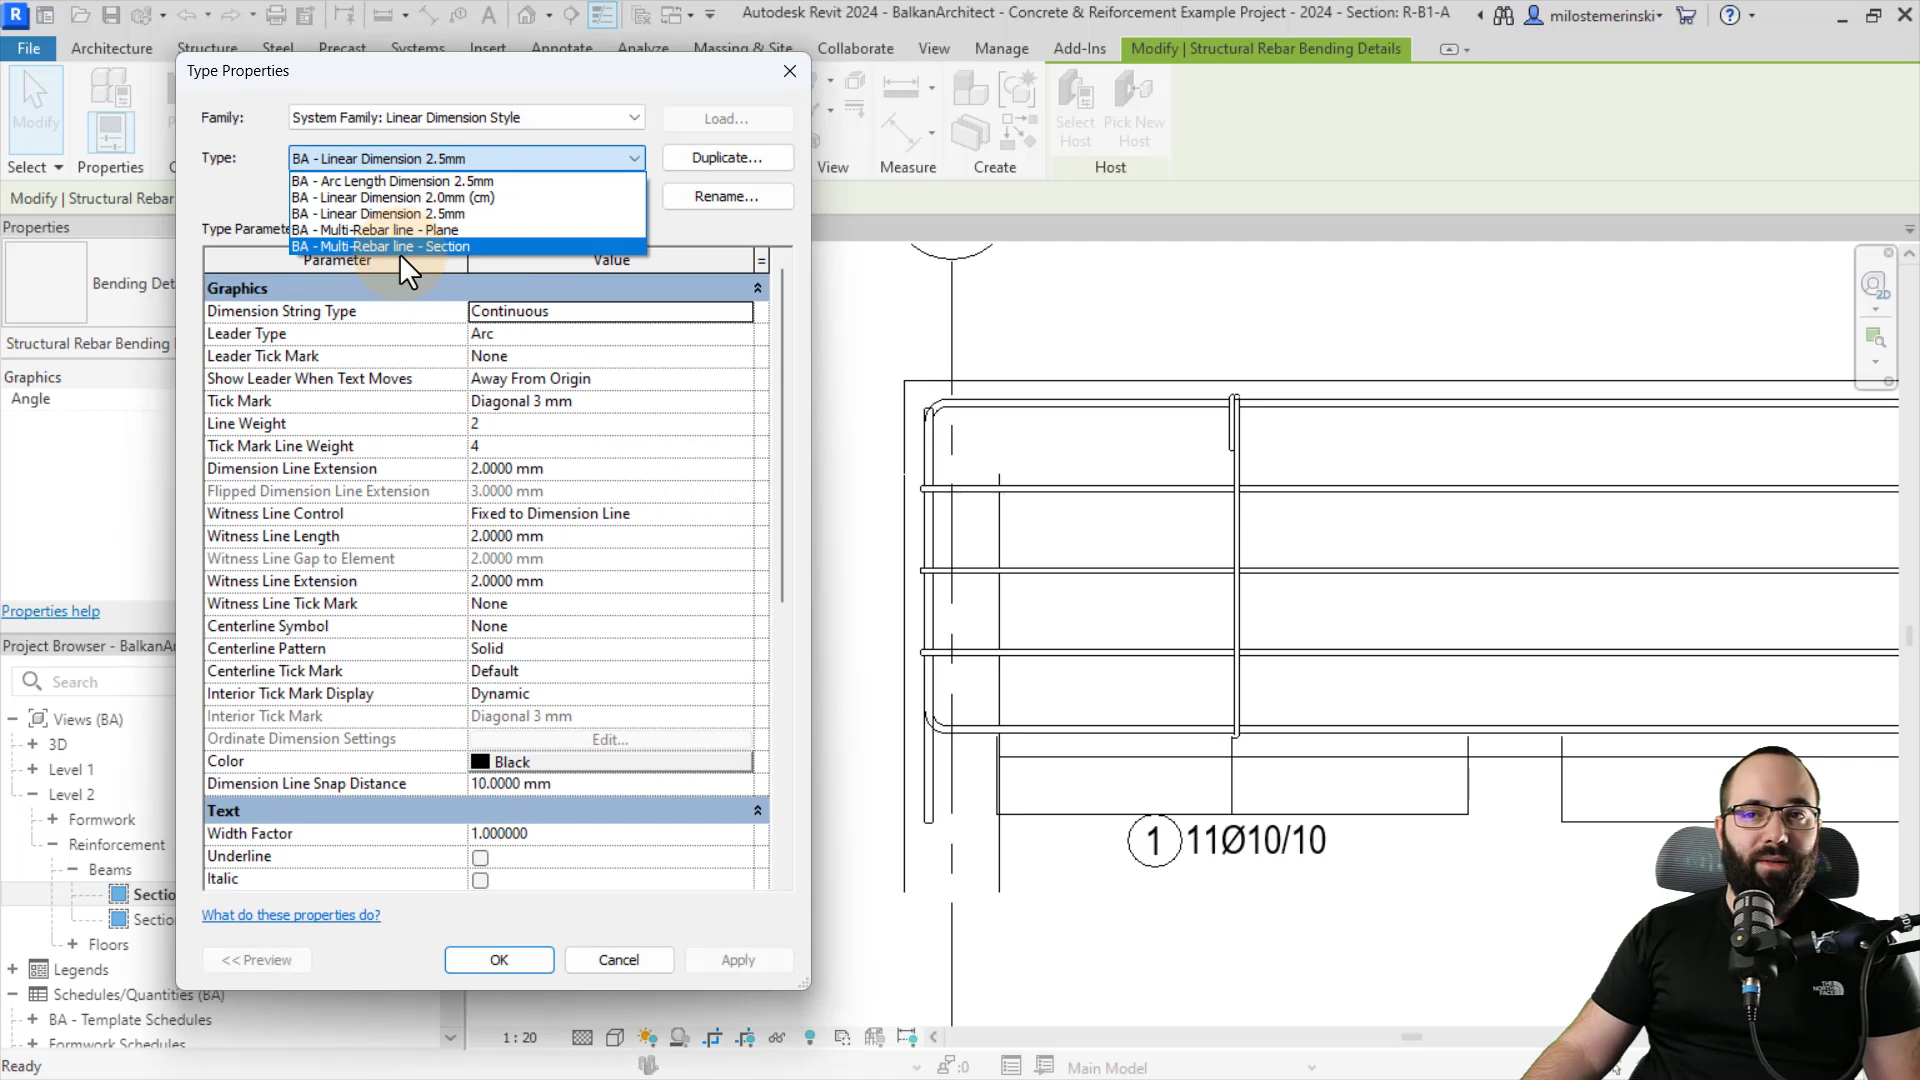 Autodesk Revit 2024 - BalkanArchitect - Concrete & Reiforcement Example Project - 2024 - Section: R-B1-A
milostemerinski
File
Architecture
Structure
Steel
Precast
Systems
Insert
Annotate
Analyze
Massing & Site
Collaborate
View
Manage
Add-Ins
Modify | Structural Rebar Bending Details
Modify
Select
Properties
View
Measure
Create
Select Host
Pick New Host
Host
Modify | Structural Rebar
Properties
Bending Det
Structural Rebar Bending
Graphics
Angle
Properties help
Project Browser - BalkanAr
Search
Views (BA)
3D
Level 1
Level 2
Formwork
Reinforcement
Beams
Sectio
Sectio
Floors
Legends
Schedules/Quantities (BA)
BA - Template Schedules
Formwork Schedules
Ready
Type Properties
Family:
System Family: Linear Dimension Style
Load...
Type:
BA - Linear Dimension 2.5mm
Duplicate...
BA - Arc Length Dimension 2.5mm
BA - Linear Dimension 2.0mm (cm)
BA - Linear Dimension 2.5mm
BA - Multi-Rebar line - Plane
BA - Multi-Rebar line - Section
Rename...
Type Paramete
Parameter Value =
Graphics
Dimension String Type Continuous
Leader Type Arc
Leader Tick Mark None
Show Leader When Text Moves Away From Origin
Tick Mark Diagonal 3 mm
Line Weight 2
Tick Mark Line Weight 4
Dimension Line Extension 2.0000 mm
Flipped Dimension Line Extension 3.0000 mm
Witness Line Control Fixed to Dimension Line
Witness Line Length 2.0000 mm
Witness Line Gap to Element 2.0000 mm
Witness Line Extension 2.0000 mm
Witness Line Tick Mark None
Centerline Symbol None
Centerline Pattern Solid
Centerline Tick Mark Default
Interior Tick Mark Display Dynamic
Interior Tick Mark Diagonal 3 mm
Ordinate Dimension Settings Edit...
Color Black
Dimension Line Snap Distance 10.0000 mm
Text
Width Factor 1.000000
Underline
Italic
What do these properties do?
<< Preview
OK
Cancel
Apply
1 11Ø10/10
2D
1 : 20
:0
Main Model
THE NORTH FACE